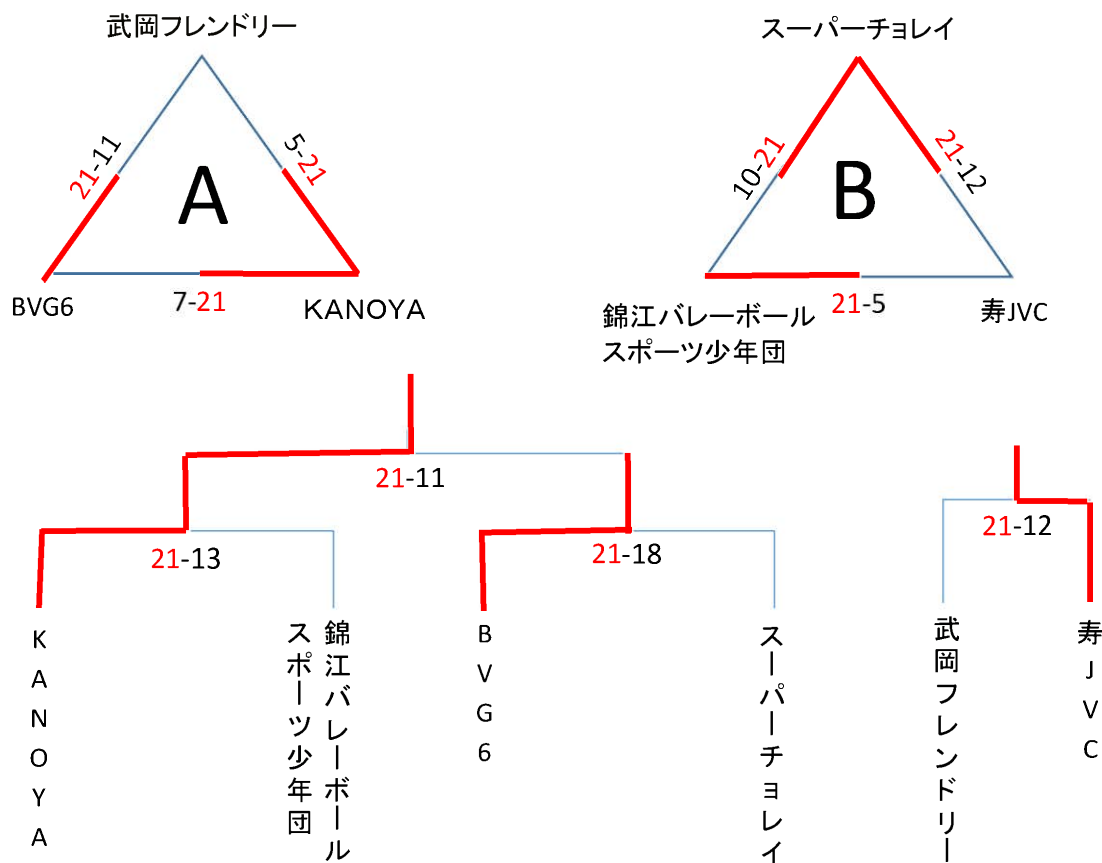 武岡フレンドリー
21-11
5-21
A
BVG6
7-21
KANOYA
スーパーチョレイ
10-21
21-12
B
錦江バレーボール
スポーツ少年団
21-5
寿JVC
21-11
21-13
21-18
21-12
KANOYA
錦江バレーボール
スポーツ少年団
BVG6
スーパーチョレイ
武岡フレンドリー
寿JVC